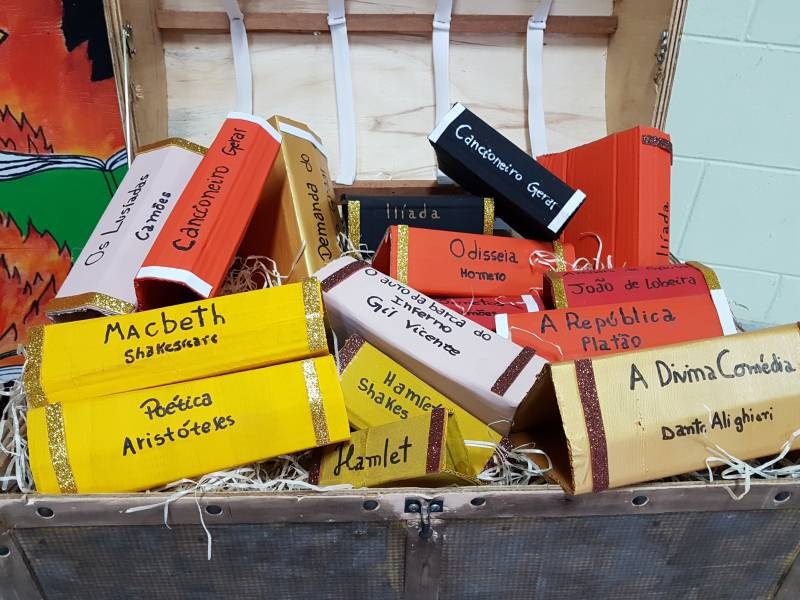 Os Lusíadas
Camões
Cancioneiro Geral
Demanda do
Ilíada
Cancioneiro Geral
Ilíada
Odisseia
Homero
João de Lobeira
A República
Platão
O auto da barca do
Inferno
Gil Vicente
Macbeth
Shakespeare
Poética
Aristóteles
Hamlet
Shakes
Hamlet
A Divina Comédia
Dante Alighieri